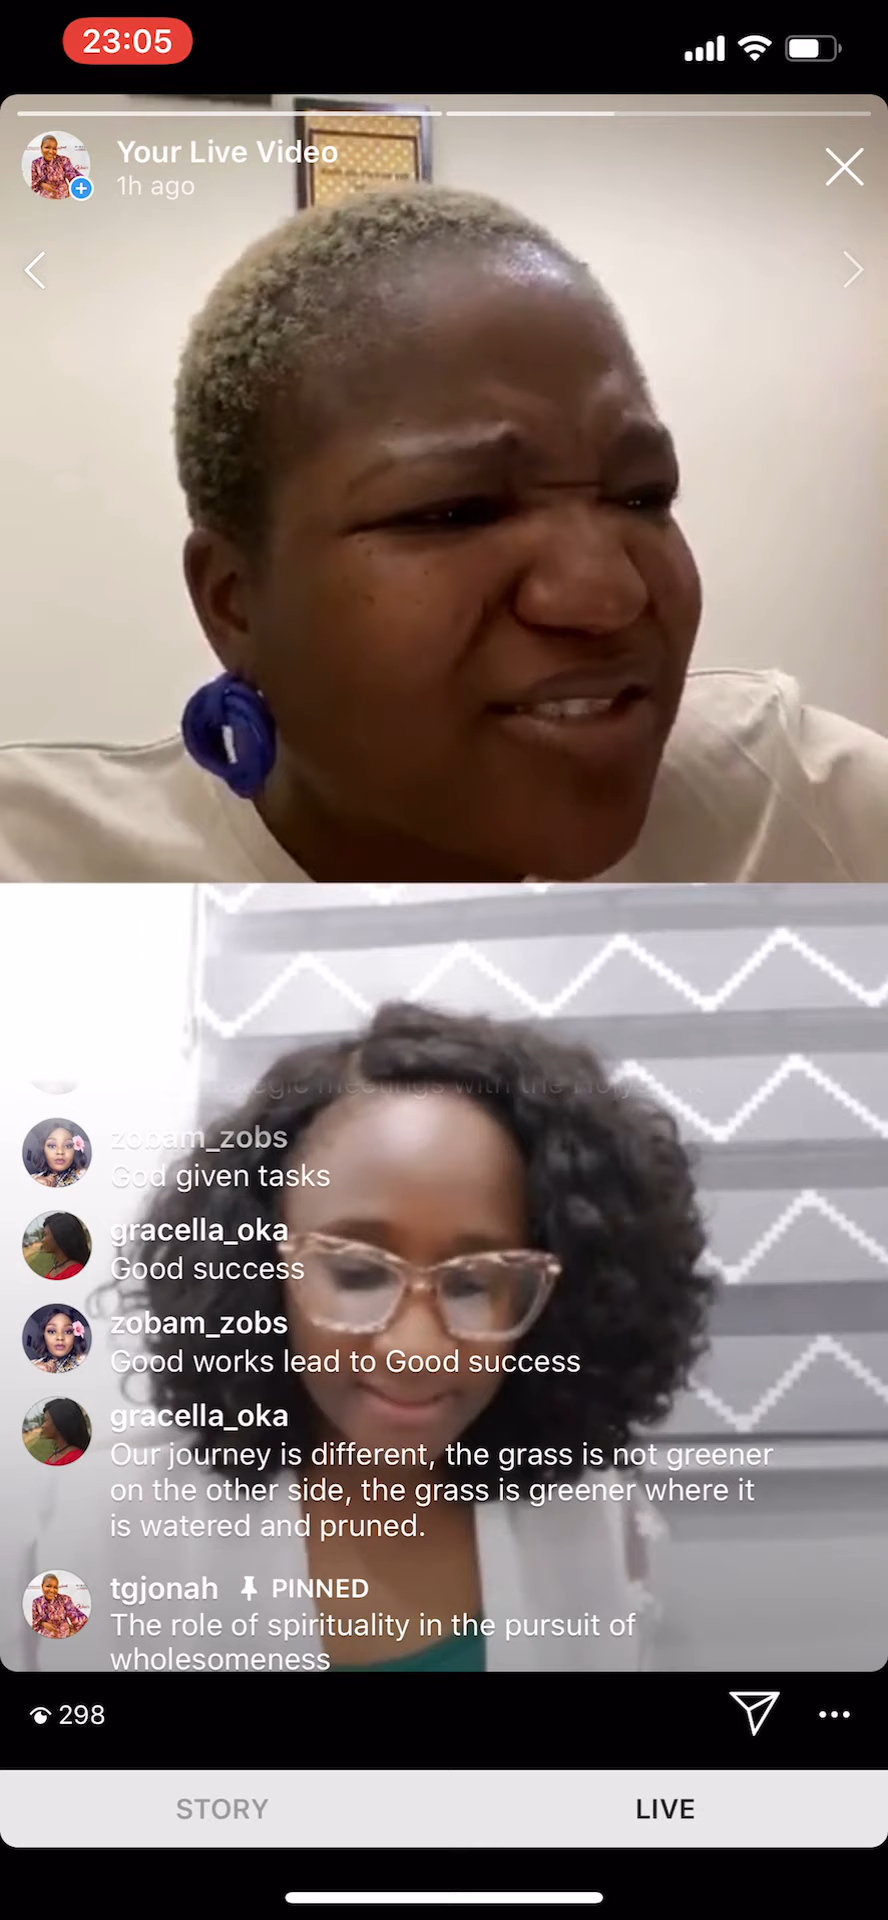 23:05
Your Live Video
1h ago
meetings with the
zobam_zobs
God given tasks
gracella_oka
Good success
zobam_zobs
Good works lead to Good success
gracella_oka
Our journey is different, the grass is not greener
on the other side, the grass is greener where it
is watered and pruned.
tgjonah PINNED
The role of spirituality in the pursuit of
wholesomeness
298
STORY
LIVE